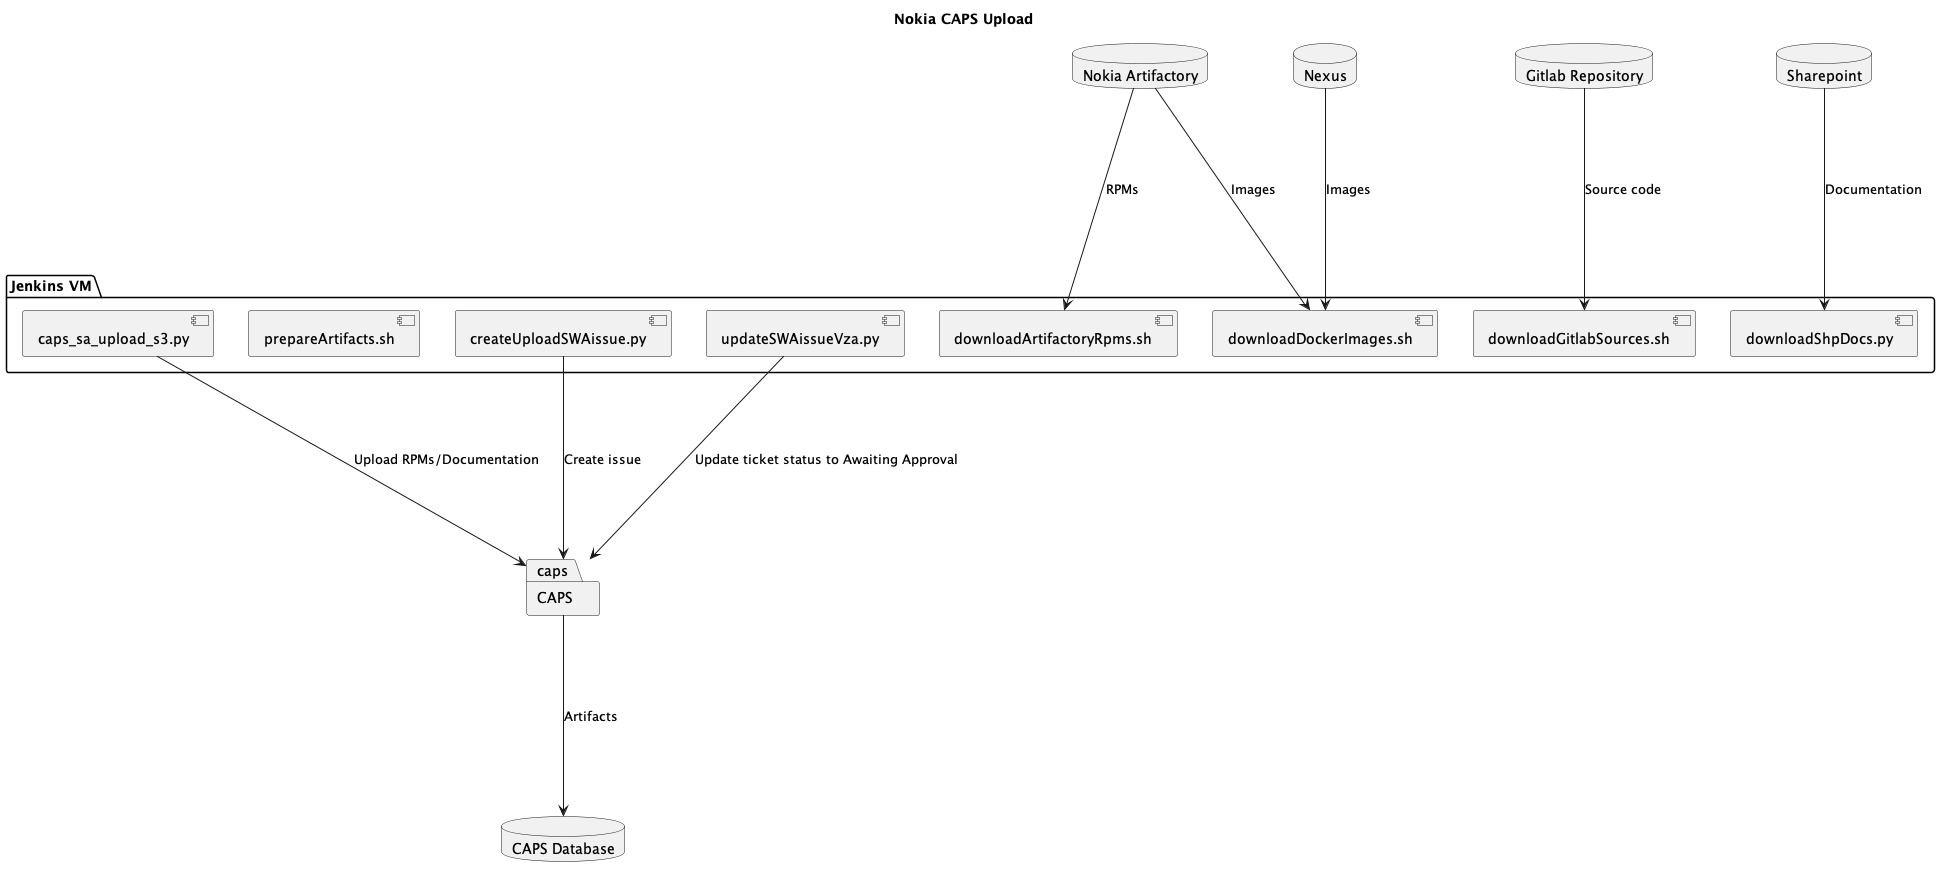 Nokia CAPS Upload
Nokia Artifactory
Nexus
Gitlab Repository
Sharepoint
RPMs
Images
Images
Source code
Documentation
Jenkins VM
caps_sa_upload_s3.py
prepareArtifacts.sh
createUploadSWAissue.py
updateSWAissueVza.py
downloadArtifactoryRpms.sh
downloadDockerImages.sh
downloadGitlabSources.sh
downloadShpDocs.py
Upload RPMs/Documentation
Create issue
Update ticket status to Awaiting Approval
caps
CAPS
Artifacts
CAPS Database